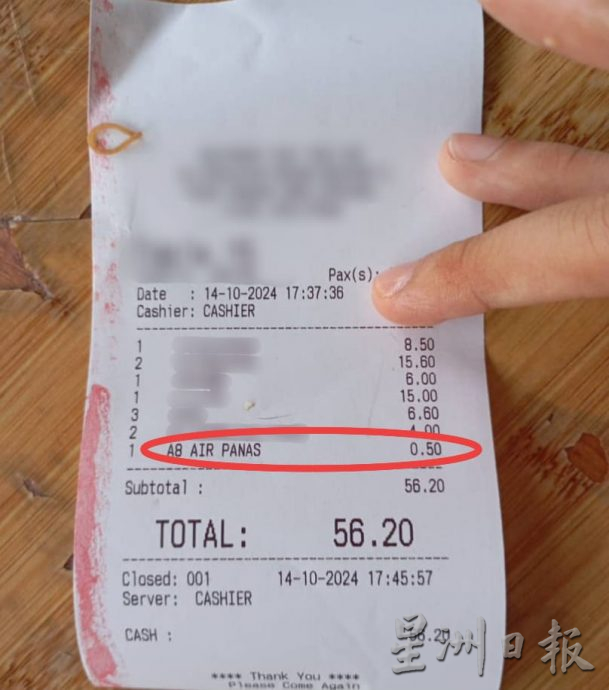 Pax(s):
Date : 14-10-2024 17:37:36
Cashier: CASHIER
1 8.50
2 15.60
1 6.00
1 15.00
3 6.60
2 4.00
1 A8 AIR PANAS 0.50
Subtotal : 56.20
TOTAL: 56.20
Closed: 001 14-10-2024 17:45:57
Server: CASHIER
CASH : 56.20
星洲日報
**** Thank You ****
Please Come Again